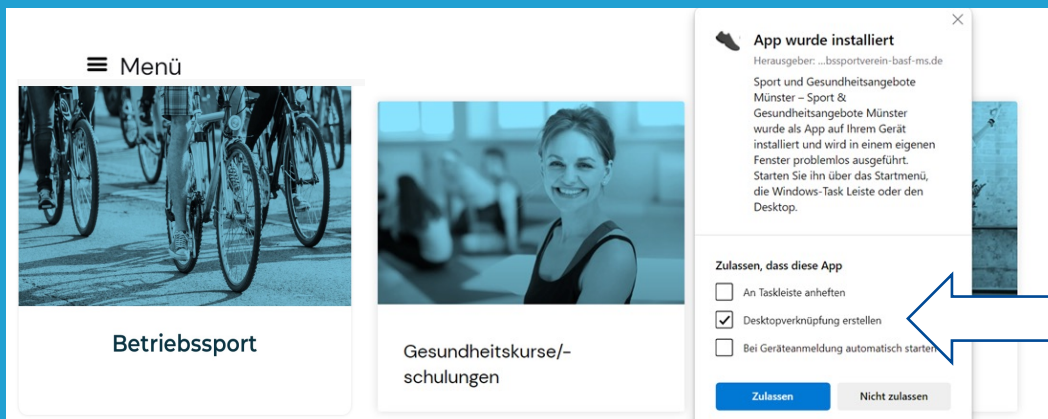 Menü
Betriebssport
Gesundheitskurse/-
schulungen
App wurde installiert
Herausgeber: ...bssportverein-basf-ms.de
Sport und Gesundheitsangebote
Münster – Sport &
Gesundheitsangebote Münster
wurde als App auf Ihrem Gerät
installiert und wird in einem eigenen
Fenster problemlos ausgeführt.
Starten Sie ihn über das Startmenü,
die Windows-Task Leiste oder den
Desktop.
Zulassen, dass diese App
An Taskleiste anheften
Desktopverknüpfung erstellen
Bei Geräteanmeldung automatisch starten
Zulassen
Nicht zulassen